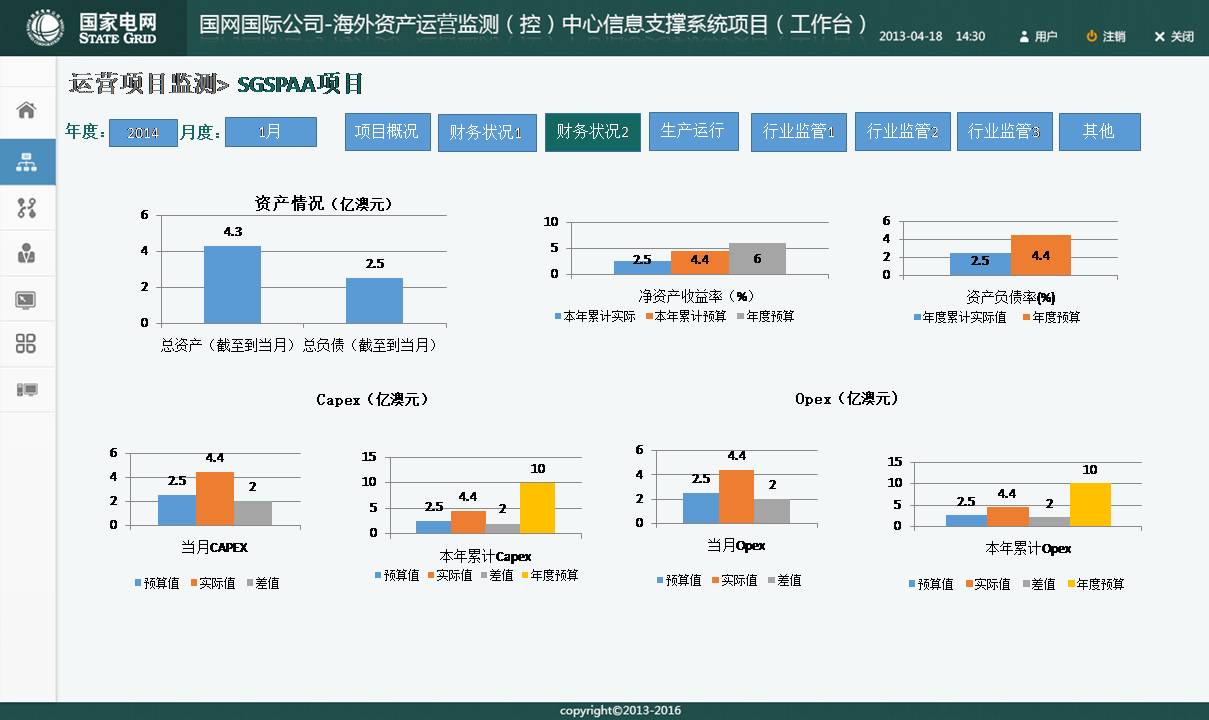 国家电网
STATE GRID
国网国际公司-海外资产运营监测（控）中心信息支撑系统项目（工作台）
2013-04-18 14:30 用户 注销 关闭
运营项目监测> SGSPAA项目
年度： 2014 月度： 1月 项目概况 财务状况1 财务状况2 生产运行 行业监管1 行业监管2 行业监管3 其他
资产情况（亿澳元）
6
4
2
0
4.3
2.5
总资产（截至到当月） 总负债（截至到当月）
10
5
0
2.5 4.4 6
净资产收益率（%）
本年累计实际 本年累计预算 年度预算
6
4
2
0
2.5 4.4
资产负债率(%)
年度累计实际值 年度预算
Capex（亿澳元）
Opex（亿澳元）
6
4
2
0
2.5 4.4 2
当月CAPEX
预算值 实际值 差值
15
10
5
0
2.5 4.4 2 10
本年累计Capex
预算值 实际值 差值 年度预算
6
4
2
0
2.5 4.4 2
当月Opex
预算值 实际值 差值
15
10
5
0
2.5 4.4 2 10
本年累计Opex
预算值 实际值 差值 年度预算
copyright©2013-2016